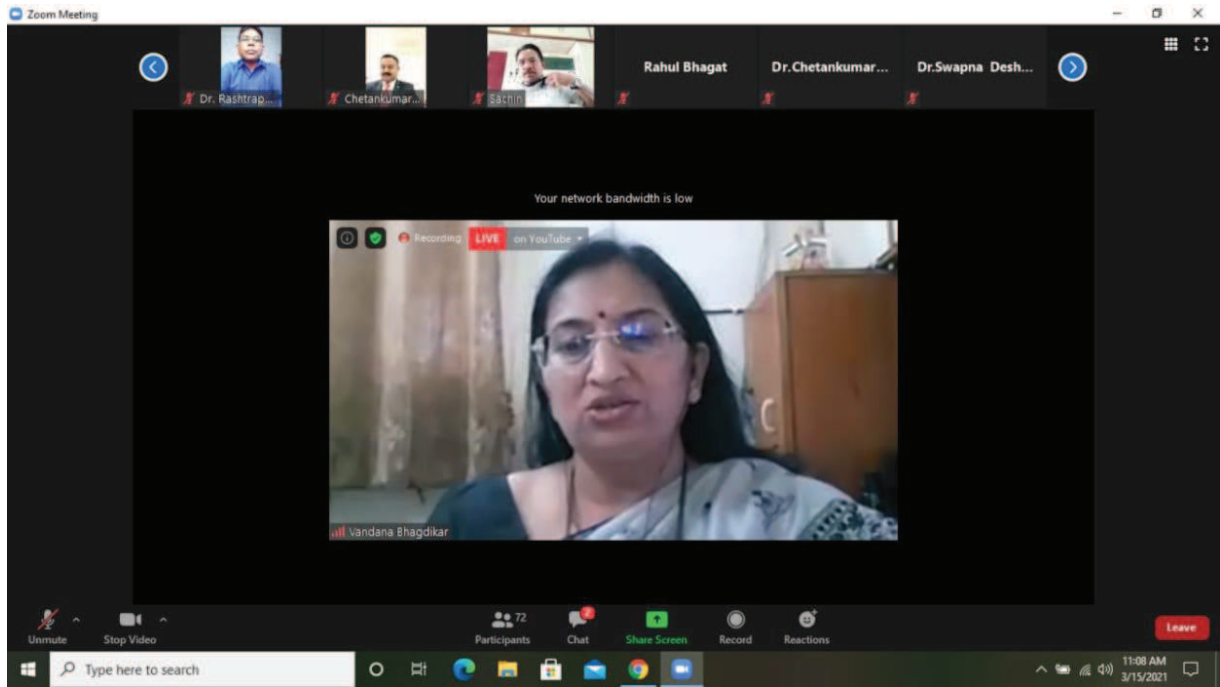 Zoom Meeting
Dr. Rashtrap...
Chetankumar...
Sachin
Rahul Bhagat
Dr.Chetankumar...
Dr.Swapna Desh...
Your network bandwidth is low
Recording
LIVE
on YouTube
Vandana Bhagdikar
Unmute
Stop Video
72
Participants
2
Chat
Share Screen
Record
Reactions
Leave
Type here to search
11:08 AM
3/15/2021